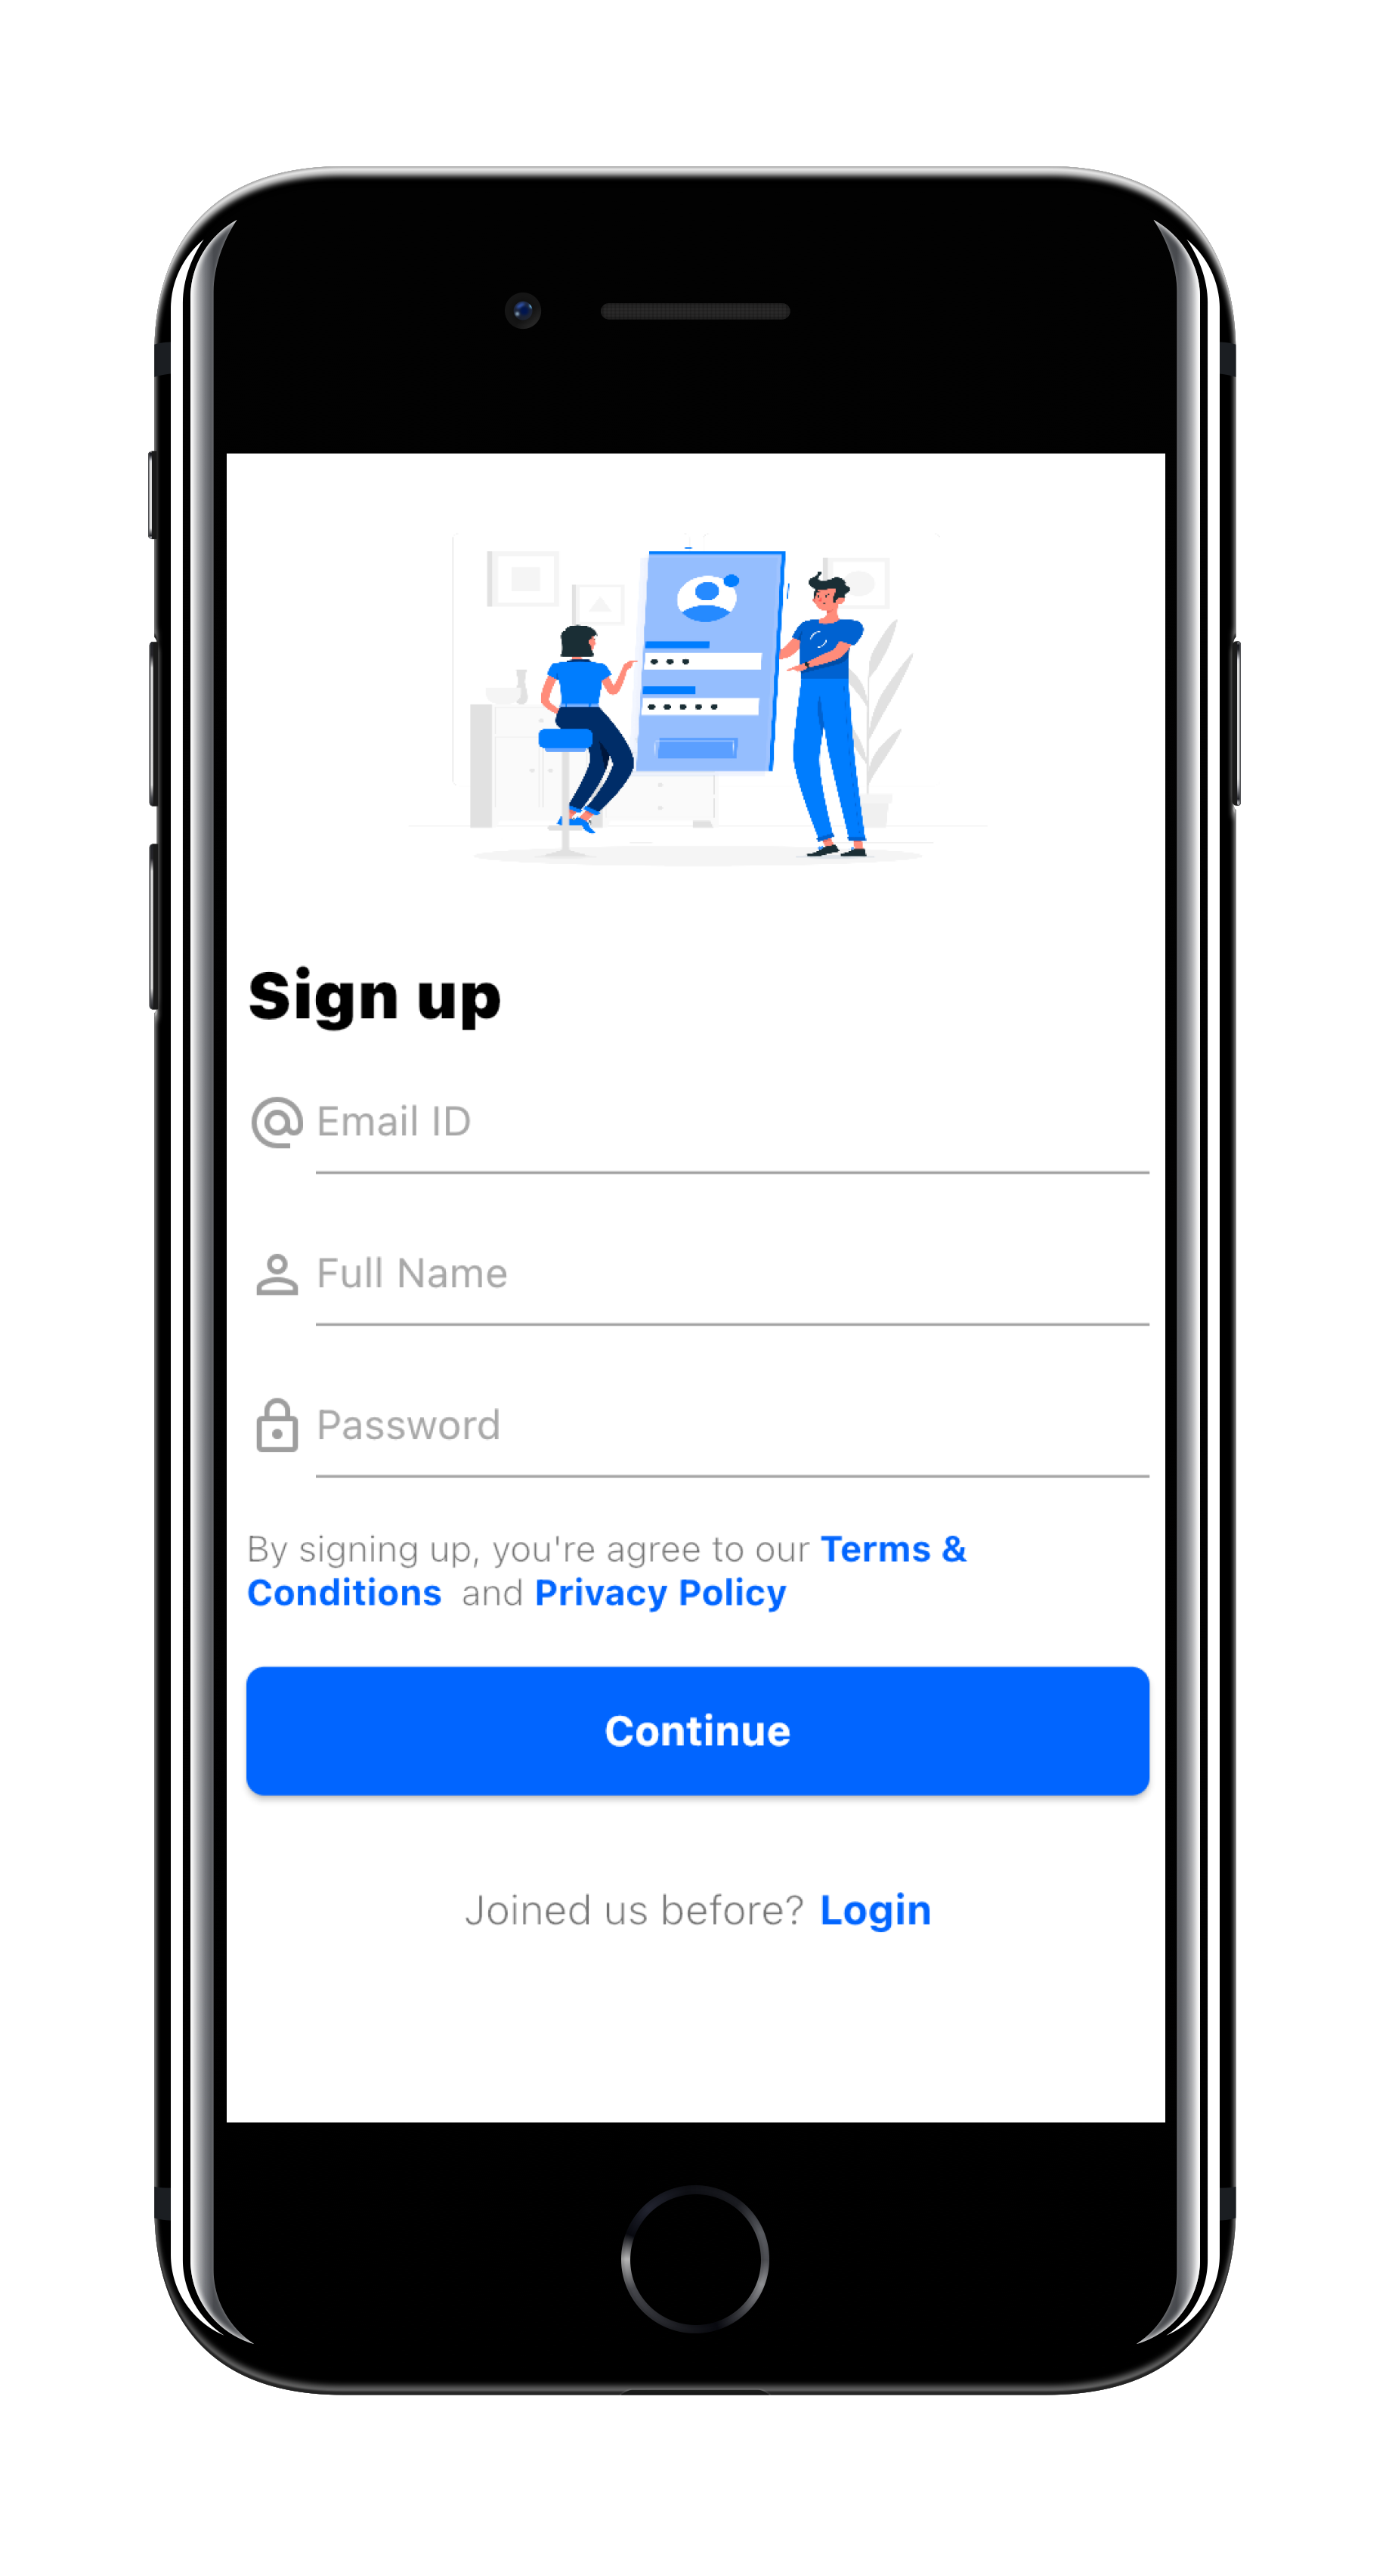 Sign up
Email ID
Full Name
Password
By signing up, you're agree to our Terms &
Conditions and Privacy Policy
Continue
Joined us before? Login